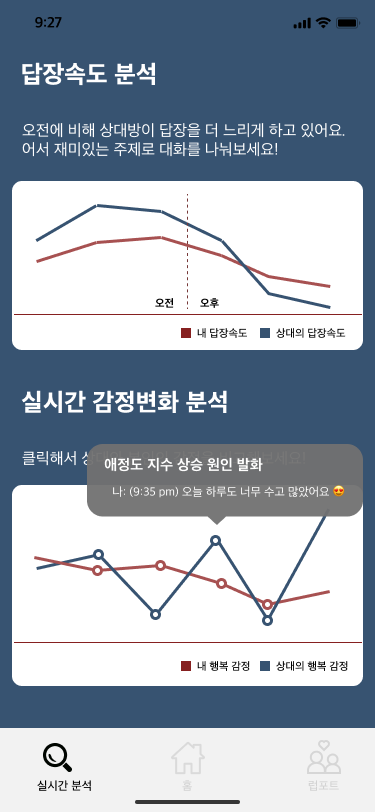 9:27
답장속도 분석
오전에 비해 상대방이 답장을 더 느리게 하고 있어요.
어서 재미있는 주제로 대화를 나눠보세요!
오전 오후
내 답장속도 상대의 답장속도
실시간 감정변화 분석
클릭해서 상
애정도 지수 상승 원인 발화
나: (9:35 pm) 오늘 하루도 너무 수고 많았어요 😍
내 행복 감정 상대의 행복 감정
실시간 분석 홈 럽포트